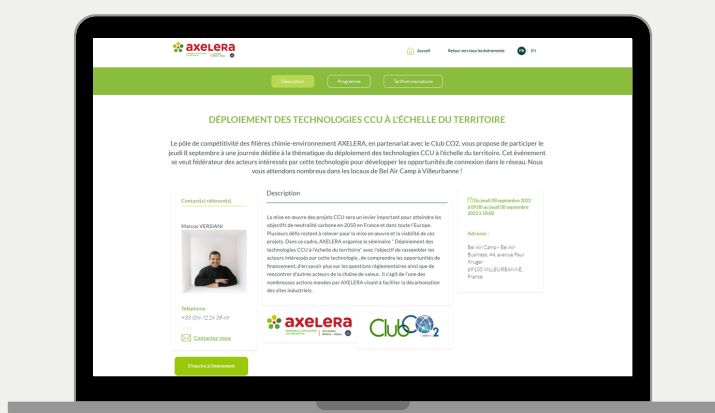 axelera
Accueil
Retour vers tous les événements
FR | EN
Description
Programme
Tarifs et inscriptions
DÉPLOIEMENT DES TECHNOLOGIES CCU À L'ÉCHELLE DU TERRITOIRE
Le pôle de compétitivité des filières chimie-environnement AXELERA, en partenariat avec le Club CO2, vous propose de participer le
jeudi 8 septembre à une journée dédiée à la thématique du déploiement des technologies CCU à l'échelle du territoire. Cet événement
se veut fédérateur des acteurs intéressés par cette technologie pour développer les opportunités de connexion dans le réseau. Nous
vous attendons nombreux dans les locaux de Bel Air Camp à Villeurbanne !
Contact(s) référent(s)
Marcos VERSIANI
Téléphone
Contactez-nous
S'inscrire à l'événement
Description
La mise en œuvre des projets CCU sera un levier important pour atteindre les
objectifs de neutralité carbone en 2050 en France et dans toute l'Europe.
Plusieurs défis restent à relever pour la mise en œuvre et la viabilité de ces
projets. Dans ce cadre, AXELERA organise le séminaire " Déploiement des
technologies CCU à l'échelle du territoire" avec l'objectif de rassembler les
acteurs intéressés par cette technologie, de comprendre les opportunités de
financement, d'en savoir plus sur les questions réglementaires ainsi que de
rencontrer d'autres acteurs de la chaîne de valeur. Il s'agit de l'une des
nombreuses actions menées par AXELERA visant à faciliter la décarbonation
des sites industriels.
axelera
Club CO2
Du jeudi 08 septembre 2022
à 09:00 au jeudi 08 septembre
2022 à 18:00
Adresse :
Bel Air Camp - Bel Air
Business, 44, avenue Paul
Kruger
69100 VILLEURBANNE,
France